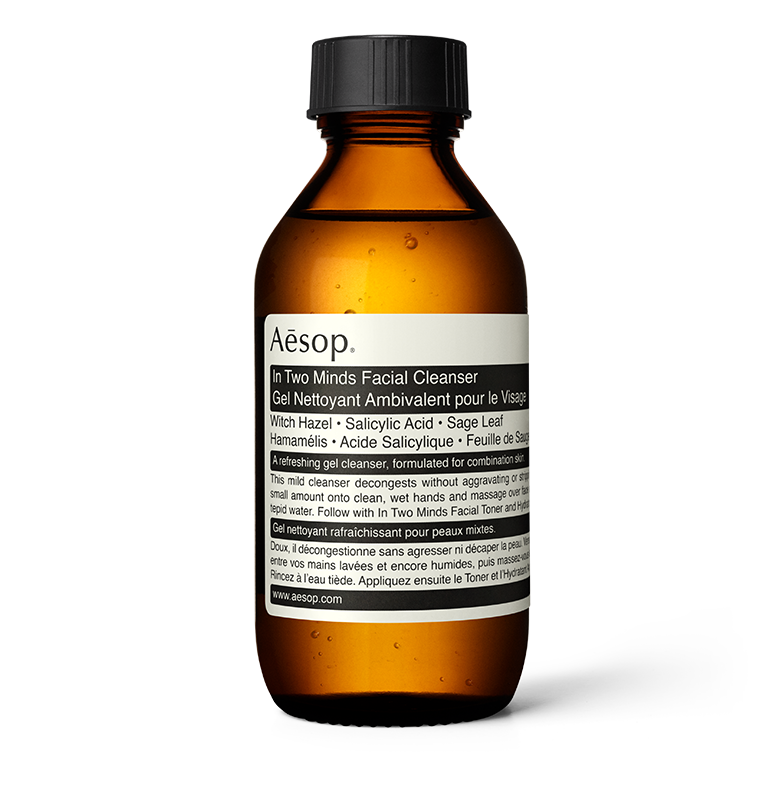 Aēsop®
In Two Minds Facial Cleanser
Gel Nettoyant Ambivalent pour le Visage
Witch Hazel • Salicylic Acid • Sage Leaf
Hamamélis • Acide Salicylique • Feuille de Sauge
A refreshing gel cleanser, formulated for combination skin.
This mild cleanser decongests without aggravating or
small amount onto clean, wet hands and massage over
tepid water. Follow with In Two Minds Facial Toner and
Gel nettoyant rafraîchissant pour peaux mixtes.
Doux, il décongestionne sans agresser ni décaper la peau.
entre vos mains lavées et encore humides, puis
Rincez à l'eau tiède. Appliquez ensuite le Toner et
www.aesop.com